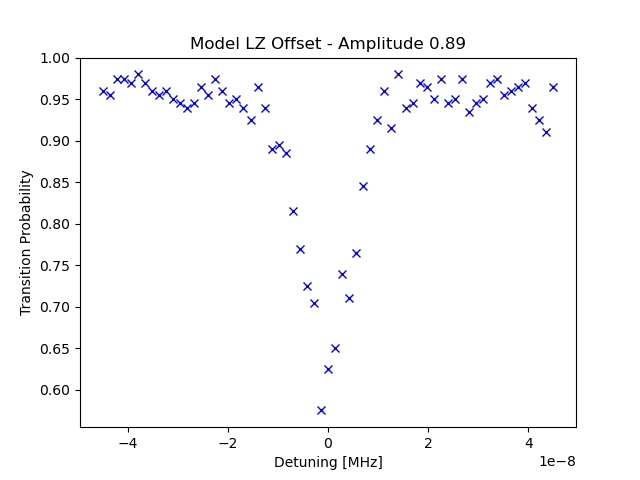 Model LZ Offset - Amplitude 0.89
Transition Probability
1.00
0.95
0.90
0.85
0.80
0.75
0.70
0.65
0.60
−4 −2 0 2 4
1e−8
Detuning [MHz]